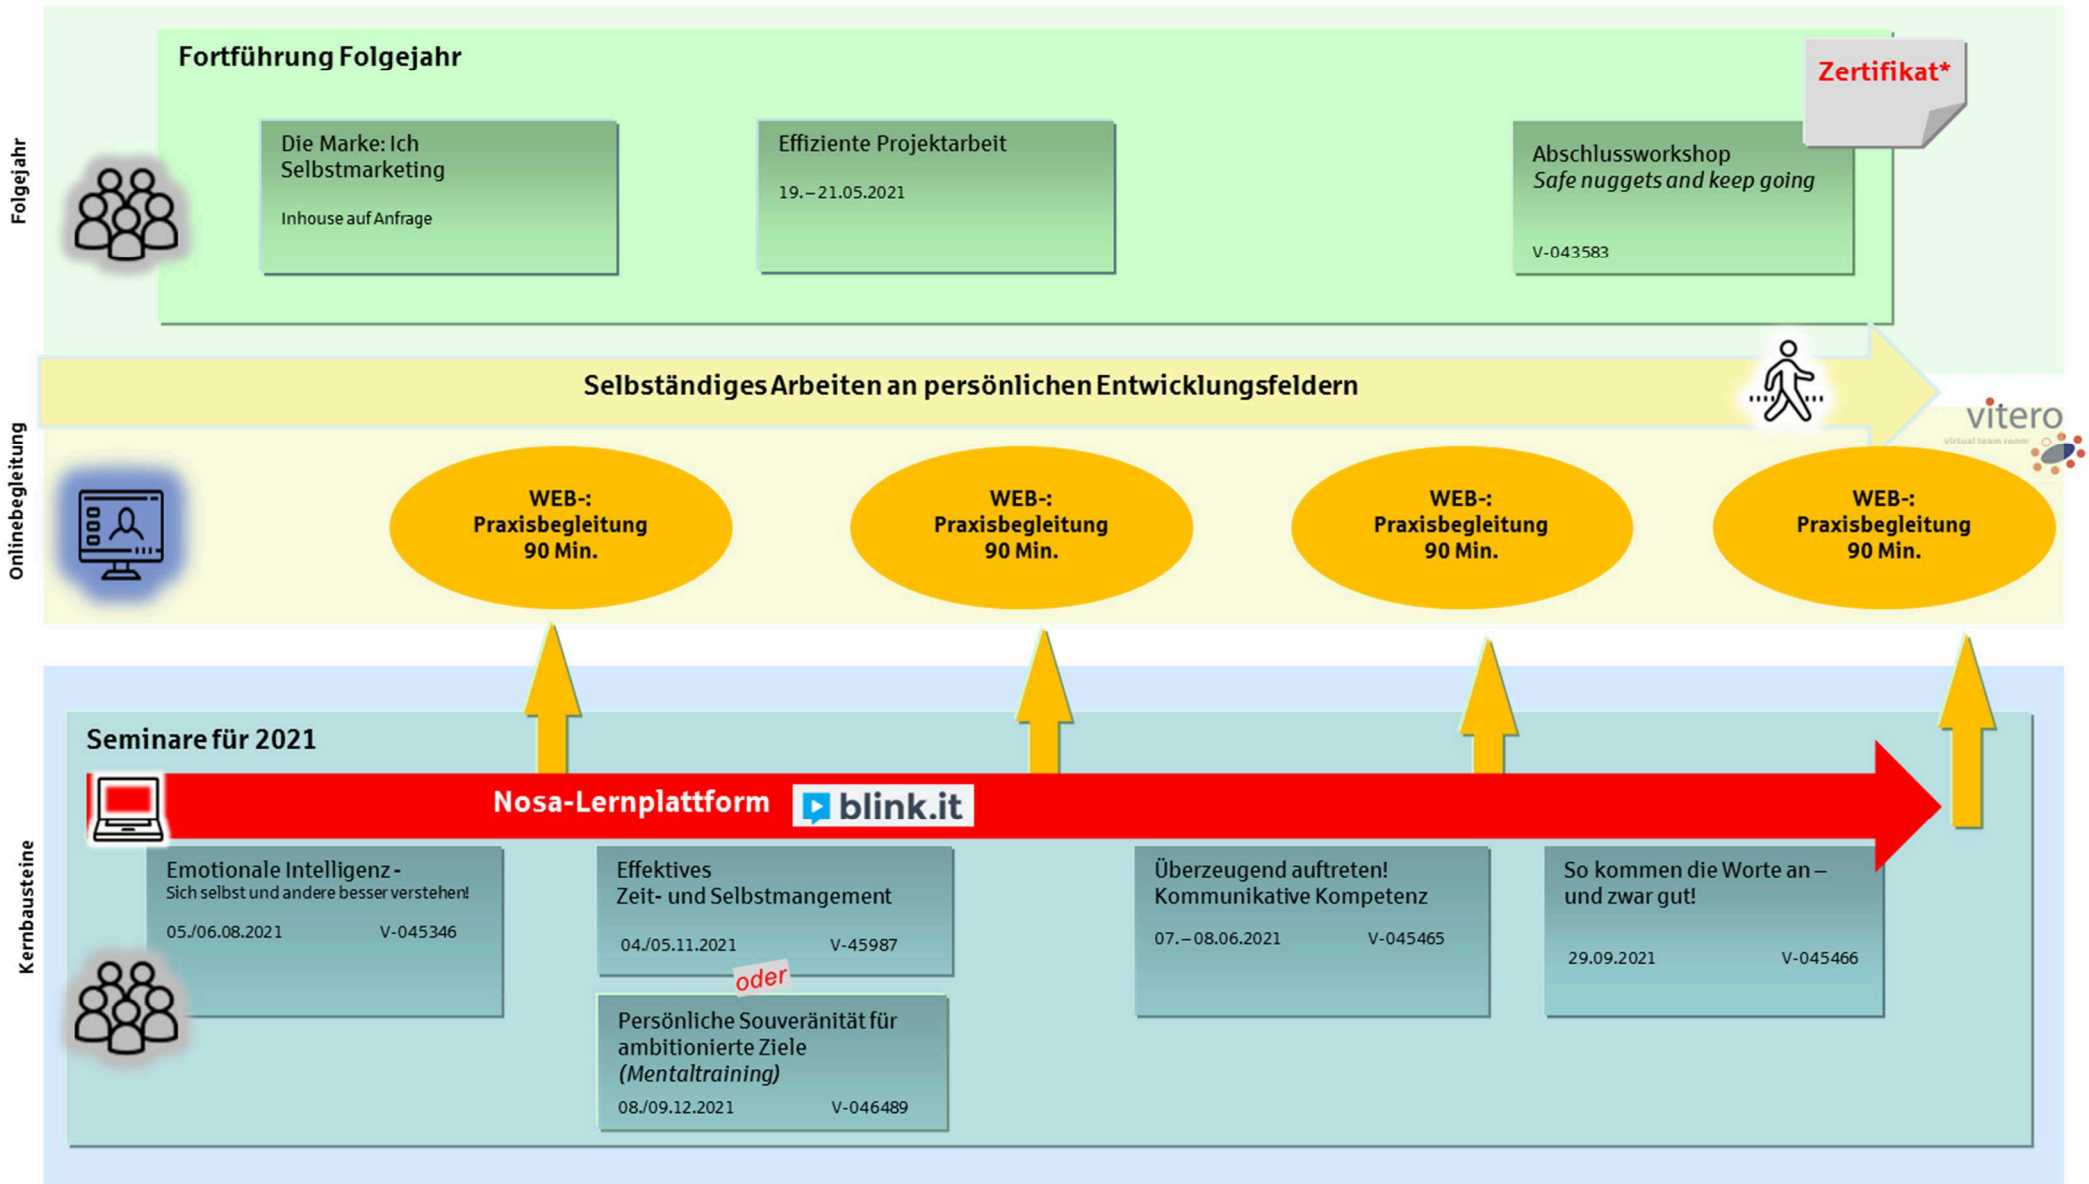 Fortführung Folgejahr
Zertifikat*
Folgejahr
Die Marke: Ich
Selbstmarketing
Inhouse auf Anfrage
Effiziente Projektarbeit
19.–21.05.2021
Abschlussworkshop
Safe nuggets and keep going
V-043583
Selbständiges Arbeiten an persönlichen Entwicklungsfeldern
vitero
virtual team room
Onlinebegleitung
WEB-:
Praxisbegleitung
90 Min.
WEB-:
Praxisbegleitung
90 Min.
WEB-:
Praxisbegleitung
90 Min.
WEB-:
Praxisbegleitung
90 Min.
Seminare für 2021
Nosa-Lernplattform
blink.it
Kernbausteine
Emotionale Intelligenz -
Sich selbst und andere besser verstehen!
05./06.08.2021 V-045346
Effektives
Zeit- und Selbstmangement
04./05.11.2021 V-45987
oder
Persönliche Souveränität für
ambitionierte Ziele
(Mentaltraining)
08./09.12.2021 V-046489
Überzeugend auftreten!
Kommunikative Kompetenz
07.–08.06.2021 V-045465
So kommen die Worte an –
und zwar gut!
29.09.2021 V-045466